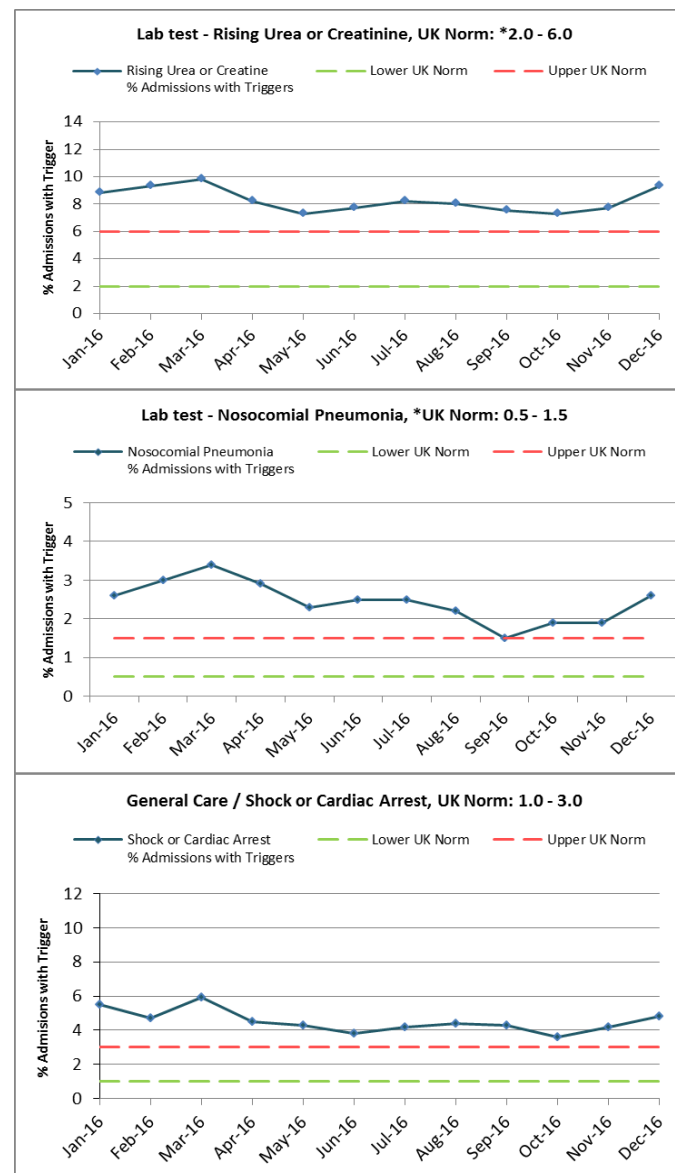 Lab test - Rising Urea or Creatinine, UK Norm: *2.0 - 6.0
Rising Urea or Creatine
% Admissions with Triggers
Lower UK Norm
Upper UK Norm
% Admissions with Trigger
14
12
10
8
6
4
2
0
Jan-16
Feb-16
Mar-16
Apr-16
May-16
Jun-16
Jul-16
Aug-16
Sep-16
Oct-16
Nov-16
Dec-16
Lab test - Nosocomial Pneumonia, *UK Norm: 0.5 - 1.5
Nosocomial Pneumonia
% Admissions with Triggers
Lower UK Norm
Upper UK Norm
% Admissions with Trigger
5
4
3
2
1
0
Jan-16
Feb-16
Mar-16
Apr-16
May-16
Jun-16
Jul-16
Aug-16
Sep-16
Oct-16
Nov-16
Dec-16
General Care / Shock or Cardiac Arrest, UK Norm: 1.0 - 3.0
Shock or Cardiac Arrest
% Admissions with Triggers
Lower UK Norm
Upper UK Norm
% Admisions with Trigger
12
10
8
6
4
2
0
Jan-16
Feb-16
Mar-16
Apr-16
May-16
Jun-16
Jul-16
Aug-16
Sep-16
Oct-16
Nov-16
Dec-16